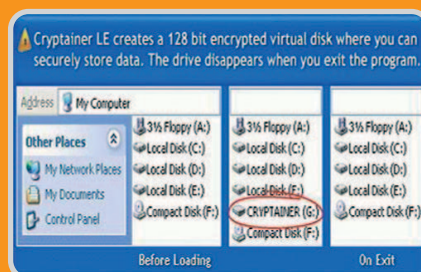 Cryptainer LE creates a 128 bit encrypted virtual disk where you can
securely store data. The drive disappears when you exit the program.
Address My Computer
Other Places
My Network Places
My Documents
Control Panel
3½ Floppy (A:)
Local Disk (C:)
Local Disk (D:)
Local Disk (E:)
Compact Disk (F:)
3½ Floppy (A:)
Local Disk (C:)
Local Disk (D:)
Local Disk (E:)
CRYPTAINER (G:)
Compact Disk (F:)
3½ Floppy (A:)
Local Disk (C:)
Local Disk (D:)
Local Disk (E:)
Compact Disk (F:)
Before Loading
On Exit